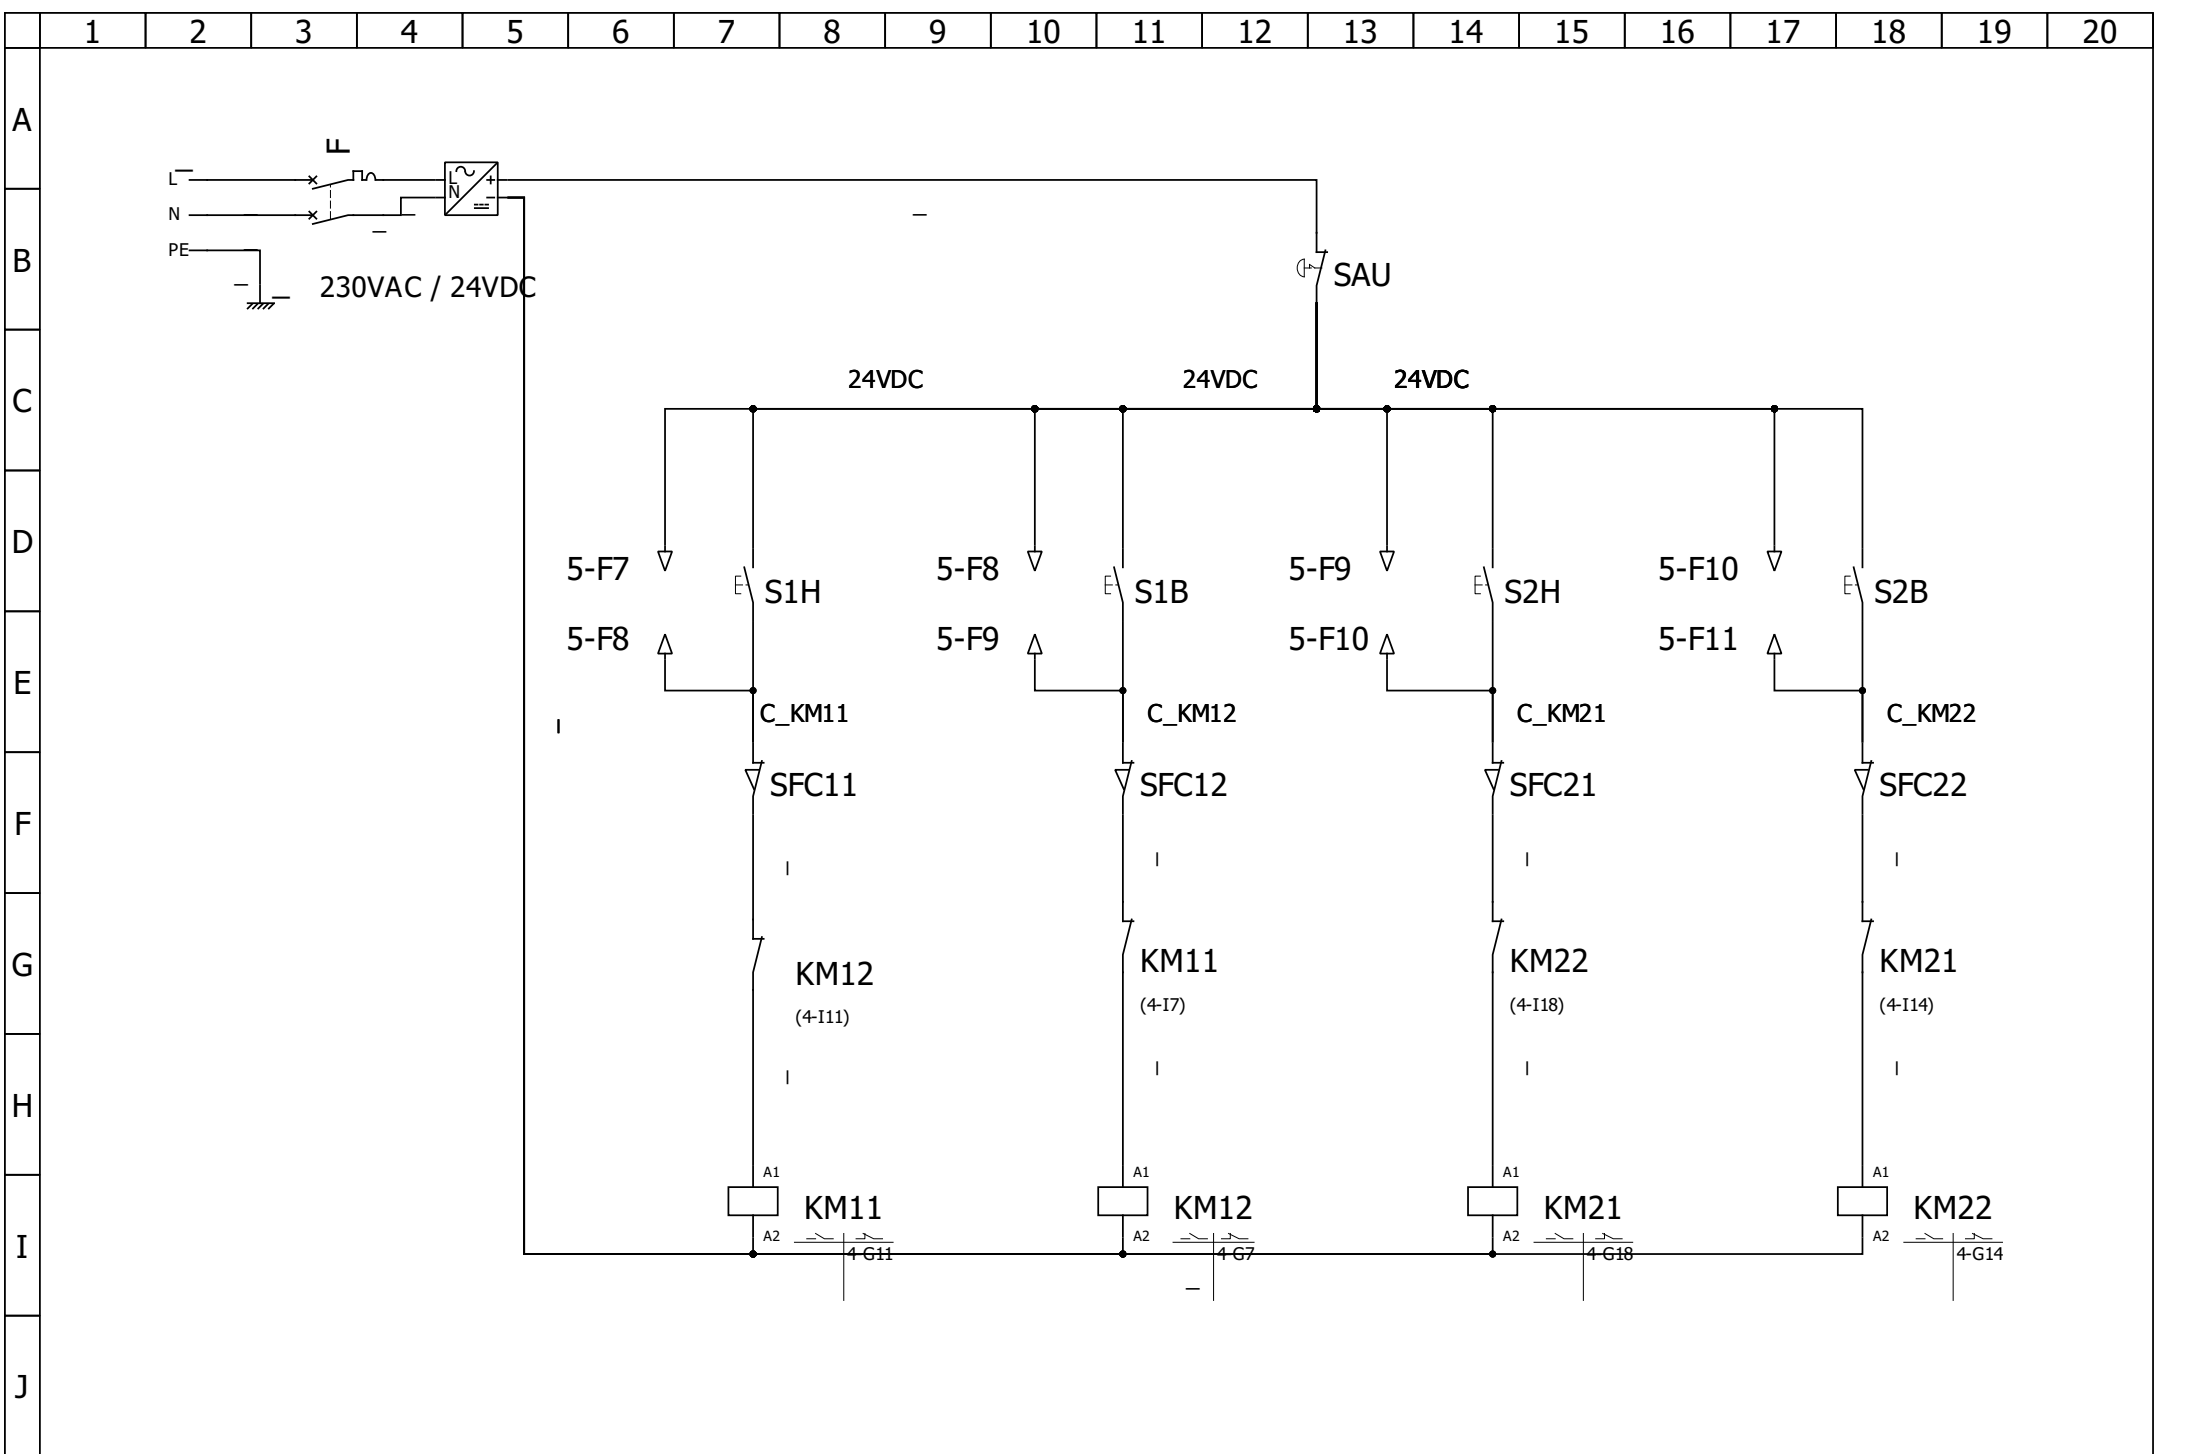 1 2 3 4 5 6 7 8 9 10 11 12 13 14 15 16 17 18 19 20
A
F
L
L
N +
N
B
PE
230VAC / 24VDC
SAU
C
24VDC 24VDC 24VDC
D
5-F7 5-F8 5-F9 5-F10
S1H S1B S2H S2B
5-F8 5-F9 5-F10 5-F11
E
C_KM11 C_KM12 C_KM21 C_KM22
SFC11 SFC12 SFC21 SFC22
F
G
KM12 KM11 KM22 KM21
(4-I11) (4-I7) (4-I18) (4-I14)
H
A1 A1 A1 A1
KM11 KM12 KM21 KM22
A2 A2 A2 A2
I
4-G11 4-G7 4-G18 4-G14
J